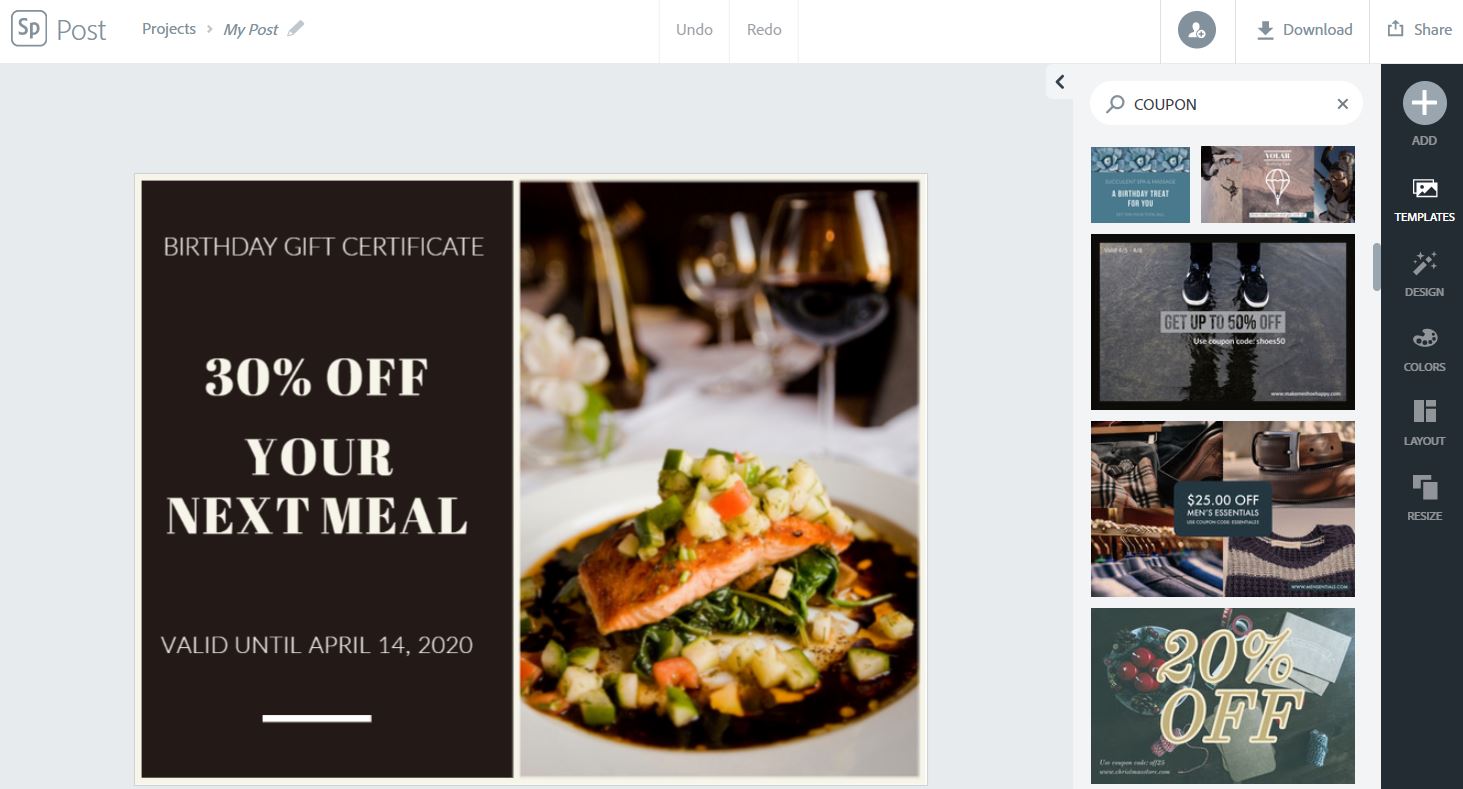 Sp Post
Projects > My Post
Undo
Redo
Download
Share
BIRTHDAY GIFT CERTIFICATE
30% OFF
YOUR
NEXT MEAL
VALID UNTIL APRIL 14, 2020
COUPON
SUCCULENT SPA & MASSAGE
A BIRTHDAY TREAT
FOR YOU
VOLAR
GET UP TO 50% OFF
Use coupon code: shoes50
www.makemeshoehappy.com
$25.00 OFF
MEN'S ESSENTIALS
USE COUPON CODE: ESSENTIALES
WWW.MENSENTIALS.COM
20%
OFF
Use coupon code: off25
www.christmasstore.com
ADD
TEMPLATES
DESIGN
COLORS
LAYOUT
RESIZE